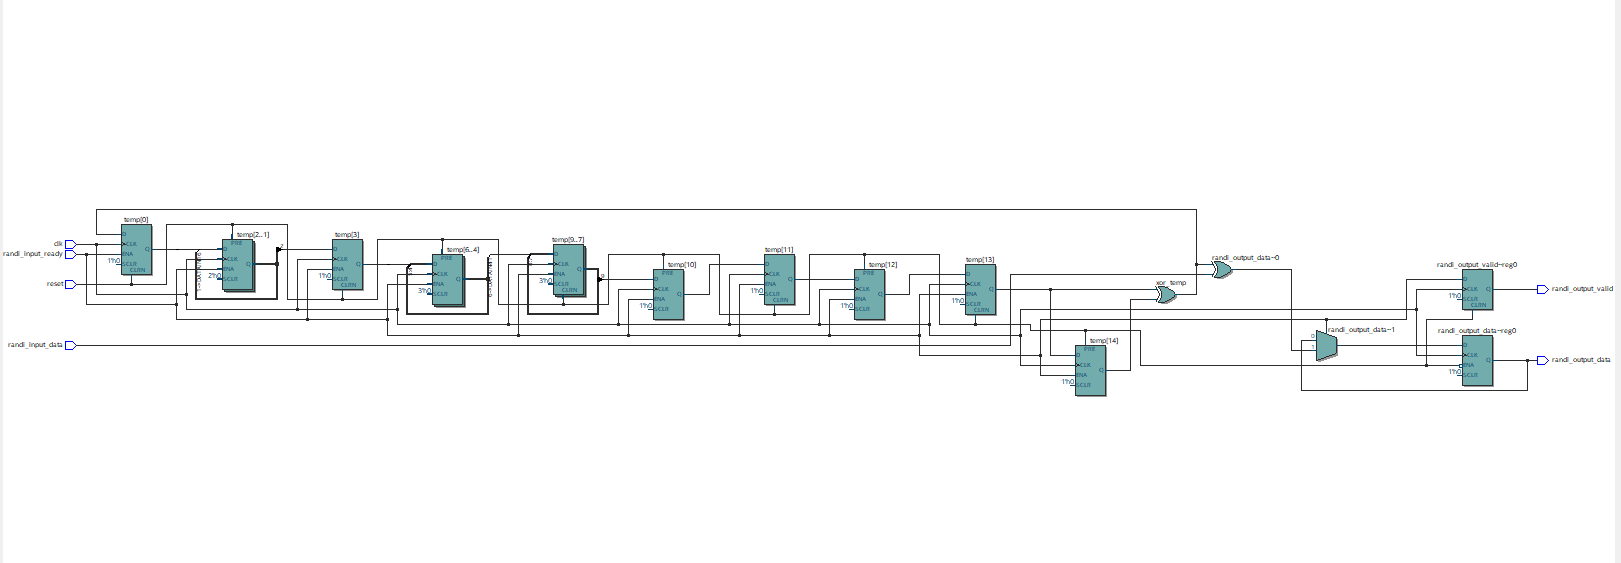 temp[0]
D
CLK
Q
ENA
1'h0
SCLR
CLRN
temp[2..1]
PRE
D
CLK
Q
ENA
2'h0
SCLR
2
temp[3]
D
CLK
Q
ENA
1'h0
SCLR
CLRN
temp[6..4]
PRE
D
CLK
Q
ENA
3'h0
SCLR
temp[9..7]
D
CLK
Q
ENA
3'h0
SCLR
CLRN
9
temp[10]
PRE
D
CLK
Q
ENA
1'h0
SCLR
temp[11]
D
CLK
Q
ENA
1'h0
SCLR
CLRN
temp[12]
PRE
D
CLK
Q
ENA
1'h0
SCLR
temp[13]
D
CLK
Q
ENA
1'h0
SCLR
CLRN
temp[14]
PRE
D
CLK
Q
ENA
1'h0
SCLR
clk
randi_input_ready
reset
randi_input_data
xor_temp
randi_output_data~0
randi_output_data~1
0
1
randi_output_valid~reg0
D
CLK
Q
ENA
1'h0
SCLR
CLRN
randi_output_valid
randi_output_data~reg0
D
CLK
Q
ENA
1'h0
SCLR
randi_output_data